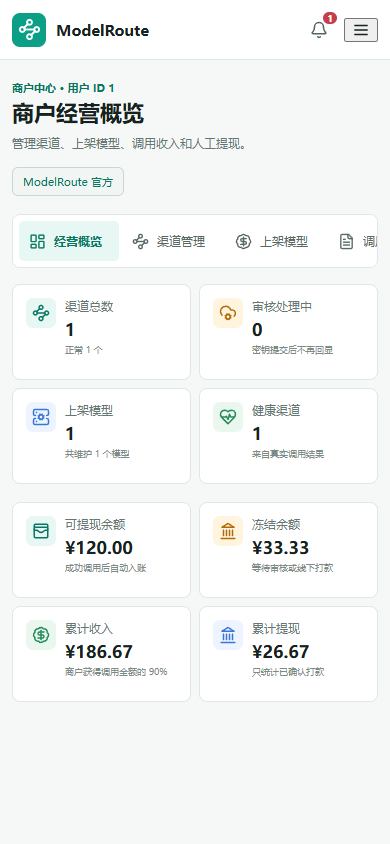 ModelRoute
1
商户中心 • 用户 ID 1
商户经营概览
管理渠道、上架模型、调用收入和人工提现。
ModelRoute 官方
经营概览
渠道管理
上架模型
调
渠道总数
1
正常 1 个
审核处理中
0
密钥提交后不再回显
上架模型
1
共维护 1 个模型
健康渠道
1
来自真实调用结果
可提现余额
¥120.00
成功调用后自动入账
冻结余额
¥33.33
等待审核或线下打款
累计收入
¥186.67
商户获得调用金额的 90%
累计提现
¥26.67
只统计已确认打款